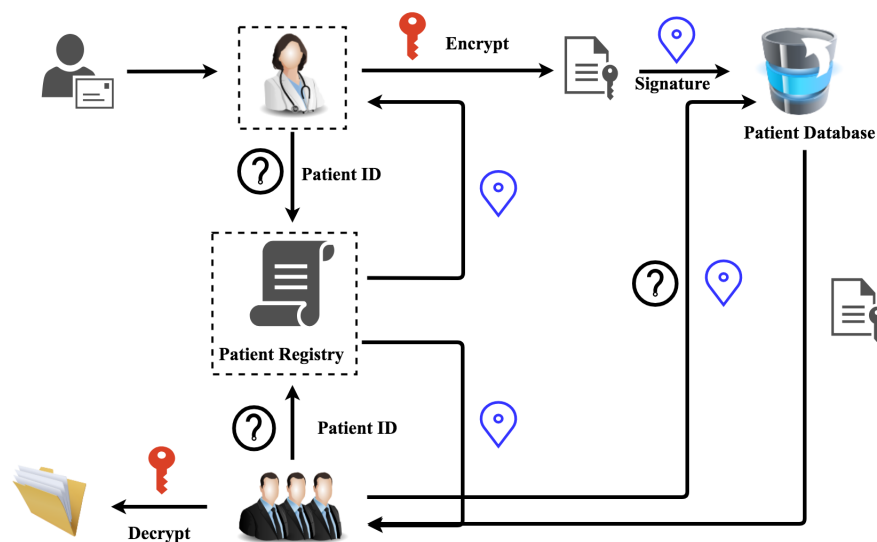 Encrypt
Signature
Patient Database
Patient ID
Patient Registry
Patient ID
Decrypt